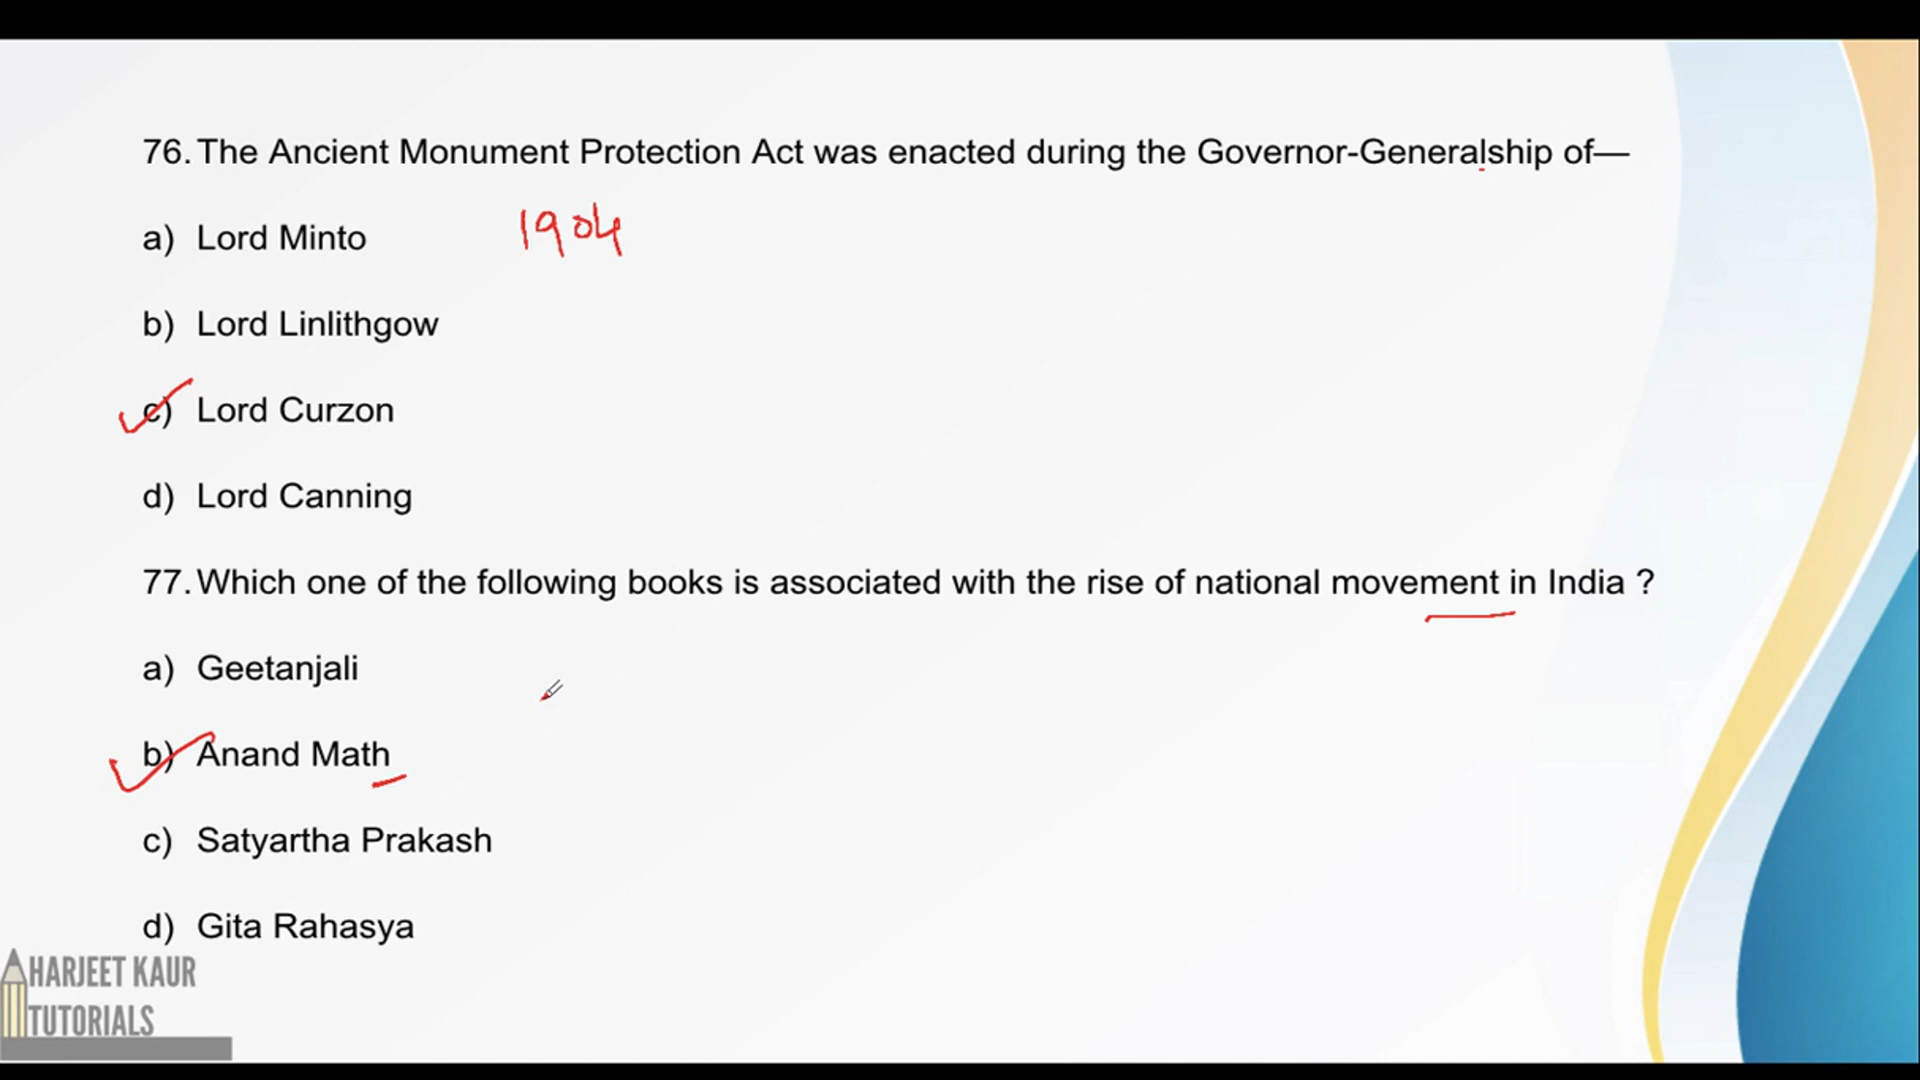 76. The Ancient Monument Protection Act was enacted during the Governor-Generalship of—
a) Lord Minto
1904
b) Lord Linlithgow
c) Lord Curzon
d) Lord Canning
77. Which one of the following books is associated with the rise of national movement in India ?
a) Geetanjali
b) Anand Math
c) Satyartha Prakash
d) Gita Rahasya
HARJEET KAUR
TUTORIALS